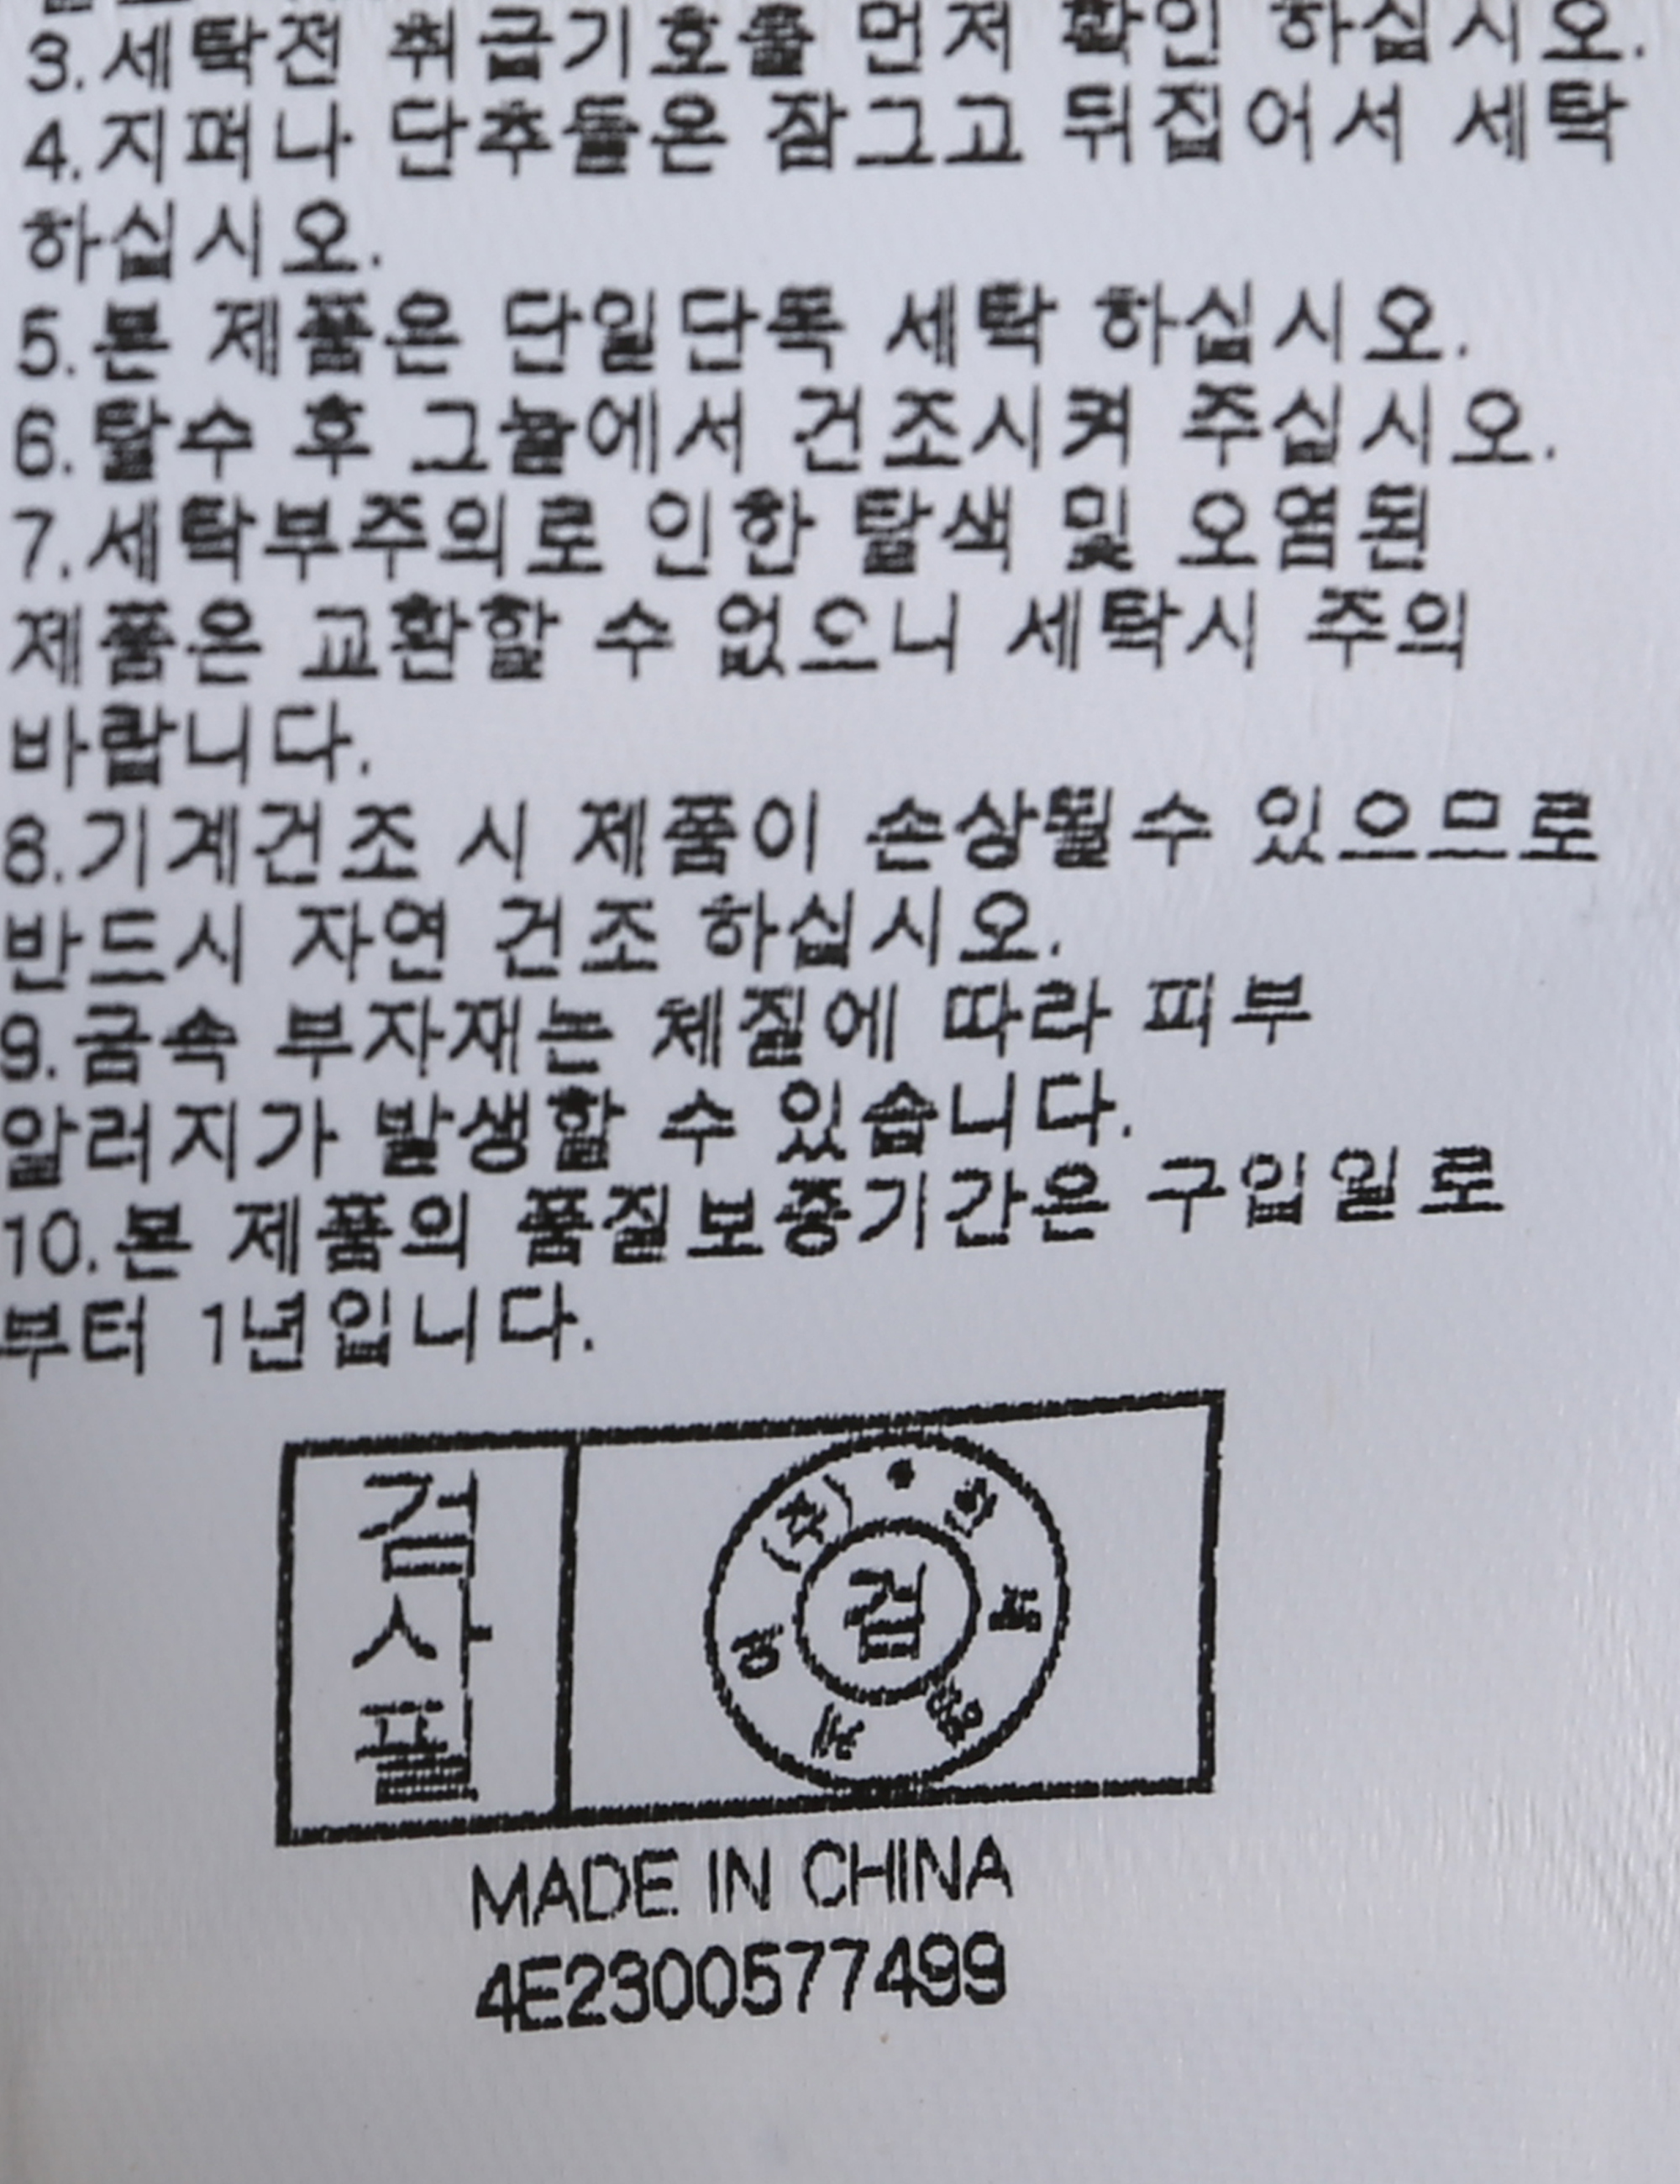 3.세탁전 취급기호를 먼저 확인 하십시오.
4.지퍼나 단추들은 잠그고 뒤집어서 세탁
하십시오.
5.본 제품은 단일단독 세탁 하십시오.
6.탈수 후 그늘에서 건조시켜 주십시오.
7.세탁부주의로 인한 탈색 및 오염된
제품은 교환할 수 없으니 세탁시 주의
바랍니다.
8.기계건조 시 제품이 손상될수 있으므로
반드시 자연 건조 하십시오.
9.금속 부자재는 체질에 따라 피부
알러지가 발생할 수 있습니다.
10.본 제품의 품질보증기간은 구입일로
부터 1년입니다.
검사필
검
MADE IN CHINA
4E2300577499